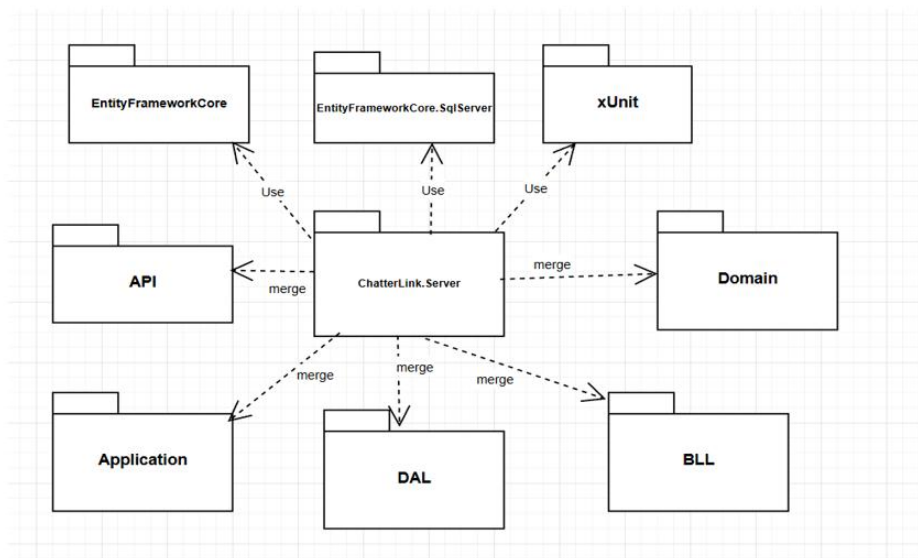 EntityFrameworkCore
EntityFrameworkCore.SqlServer
xUnit
Use
Use
Use
API
merge
ChatterLink.Server
merge
Domain
merge
merge
merge
Application
DAL
BLL